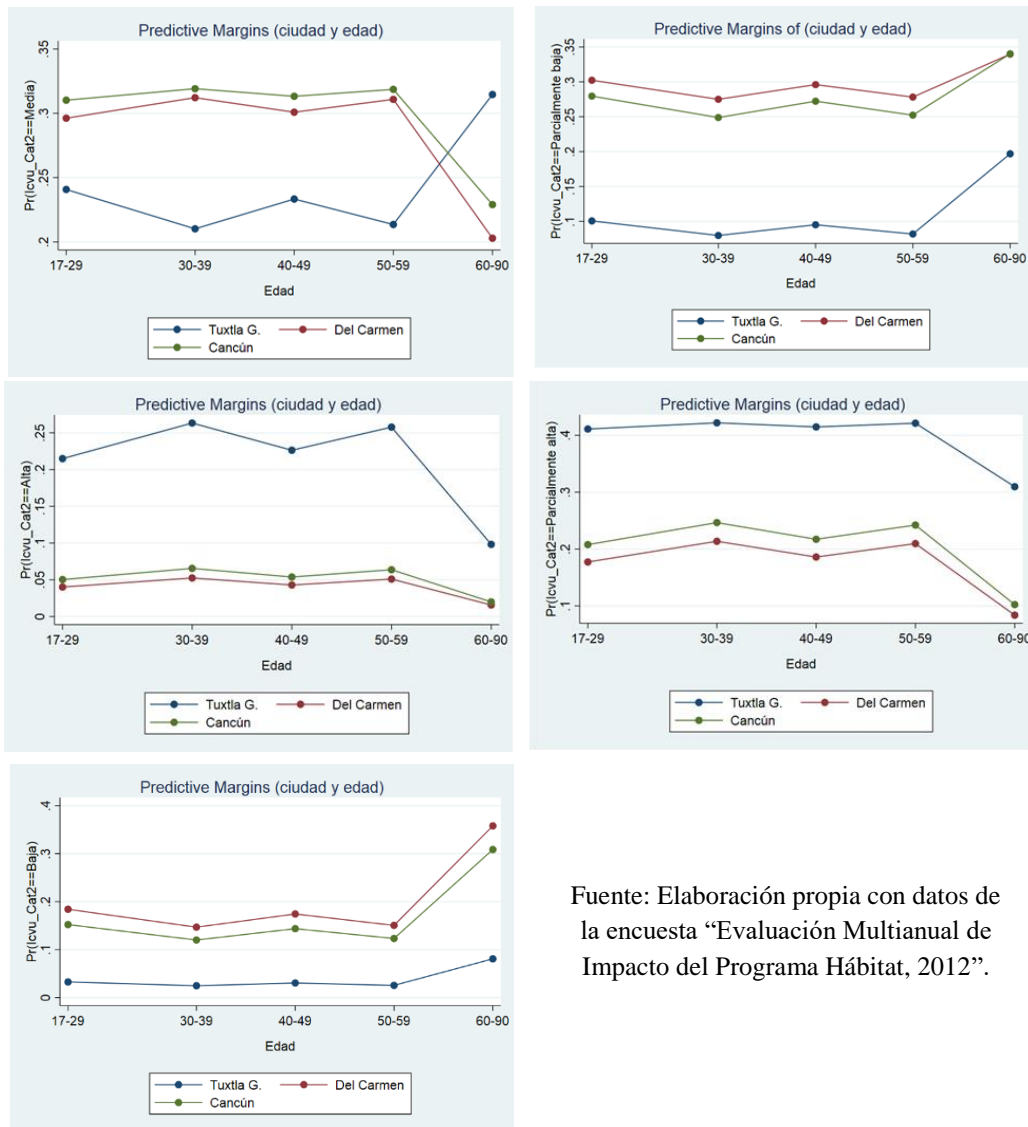 Predictive Margins (ciudad y edad)
Pr(Icvu_Cat2==Media)
.35
.3
.25
.2
17-29 30-39 40-49 50-59 60-90
Edad
Tuxtla G. Del Carmen
Cancún
Predictive Margins of (ciudad y edad)
Pr(Icvu_Cat2==Parcialmente baja)
.35
.3
.25
.2
.15
.1
17-29 30-39 40-49 50-59 60-90
Edad
Tuxtla G. Del Carmen
Cancún
Predictive Margins (ciudad y edad)
Pr(Icvu_Cat2==Alta)
.25
.2
.15
.1
.05
0
17-29 30-39 40-49 50-59 60-90
Edad
Tuxtla G. Del Carmen
Cancún
Predictive Margins (ciudad y edad)
Pr(Icvu_Cat2==Parcialmente alta)
.4
.3
.2
.1
17-29 30-39 40-49 50-59 60-90
Edad
Tuxtla G. Del Carmen
Cancún
Predictive Margins (ciudad y edad)
Pr(Icvu_Cat2==Baja)
.4
.3
.2
.1
0
17-29 30-39 40-49 50-59 60-90
Edad
Tuxtla G. Del Carmen
Cancún
Fuente: Elaboración propia con datos de
la encuesta “Evaluación Multianual de
Impacto del Programa Hábitat, 2012”.